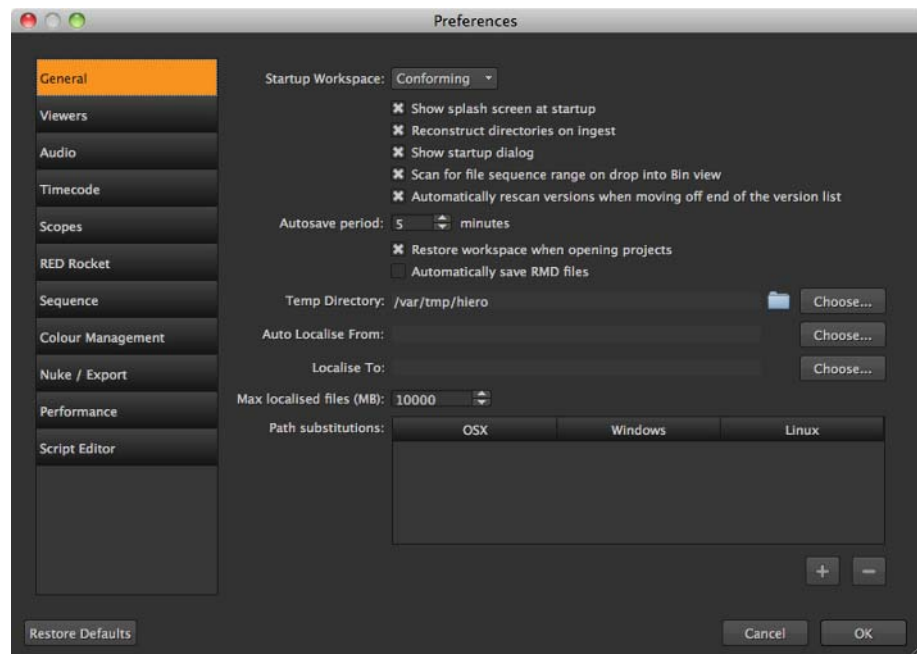 Preferences
General
Viewers
Audio
Timecode
Scopes
RED Rocket
Sequence
Colour Management
Nuke / Export
Performance
Script Editor
Startup Workspace: Conforming
Show splash screen at startup
Reconstruct directories on ingest
Show startup dialog
Scan for file sequence range on drop into Bin view
Automatically rescan versions when moving off end of the version list
Autosave period: 5 minutes
Restore workspace when opening projects
Automatically save RMD files
Temp Directory: /var/tmp/hiero Choose...
Auto Localise From: Choose...
Localise To: Choose...
Max localised files (MB): 10000
Path substitutions: OSX Windows Linux
+ −
Restore Defaults Cancel OK